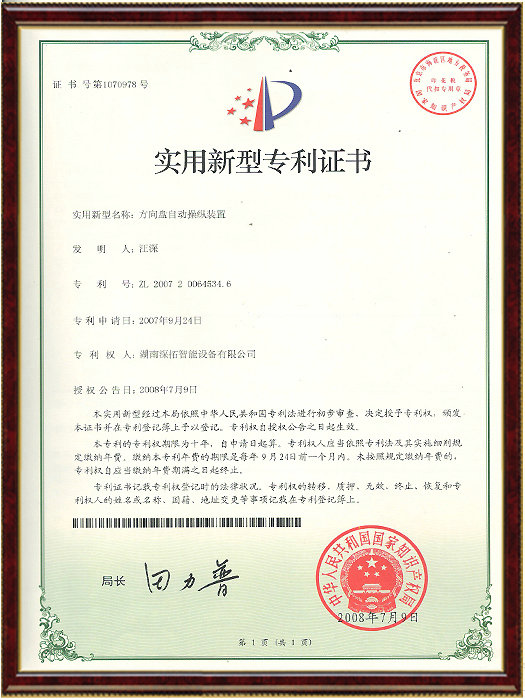 证 书 号第1070978 号
印 花 税
代扣专用章
国家知识产权局
实用新型专利证书
实用新型名称：方向盘自动操纵装置
发 明 人：汪深
专 利 号：ZL 2007 2 0064534.6
专利申请日：2007年9月24日
专 利 权 人：湖南琛拓智能设备有限公司
授权公告日：2008年7月9日
本实用新型经过本局依照中华人民共和国专利法进行初步审查，决定授予专利权，颁发
本证书并在专利登记簿上予以登记。专利权自授权公告之日起生效。
本专利的专利权期限为十年，自申请日起算。专利权人应当依照专利法及其实施细则规
定缴纳年费。缴纳本专利年费的期限是每年 9 月 24 日前一个月内。未按照规定缴纳年费的，
专利权自应当缴纳年费期满之日起终止。
专利证书记载专利权登记时的法律状况。专利权的转移、质押、无效、终止、恢复和专
利权人的姓名或名称、国籍、地址变更等事项记载在专利登记簿上。
局长 田力普
中华人民共和国国家知识产权局
2008年7月9日
第 1 页 (共 1 页)